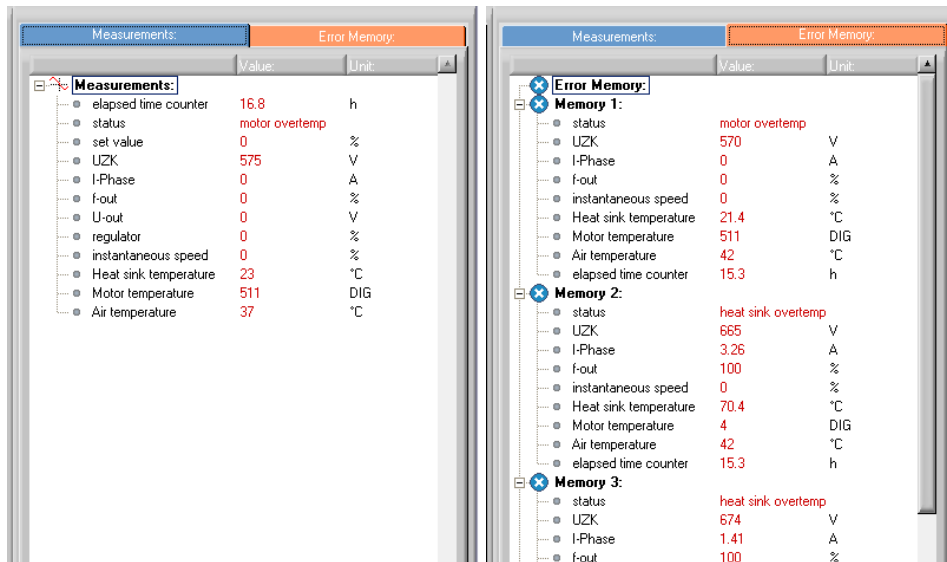 Measurements: Error Memory:
Value: Unit:
Measurements:
elapsed time counter 16.8 h
status motor overtemp
set value 0 %
UZK 575 V
I-Phase 0 A
f-out 0 %
U-out 0 V
regulator 0 %
instantaneous speed 0 %
Heat sink temperature 23 °C
Motor temperature 511 DIG
Air temperature 37 °C
Measurements: Error Memory:
Value: Unit:
Error Memory:
Memory 1:
status motor overtemp
UZK 570 V
I-Phase 0 A
f-out 0 %
instantaneous speed 0 %
Heat sink temperature 21.4 °C
Motor temperature 511 DIG
Air temperature 42 °C
elapsed time counter 15.3 h
Memory 2:
status heat sink overtemp
UZK 665 V
I-Phase 3.26 A
f-out 100 %
instantaneous speed 0 %
Heat sink temperature 70.4 °C
Motor temperature 4 DIG
Air temperature 42 °C
elapsed time counter 15.3 h
Memory 3:
status heat sink overtemp
UZK 674 V
I-Phase 1.41 A
f-out 100 %